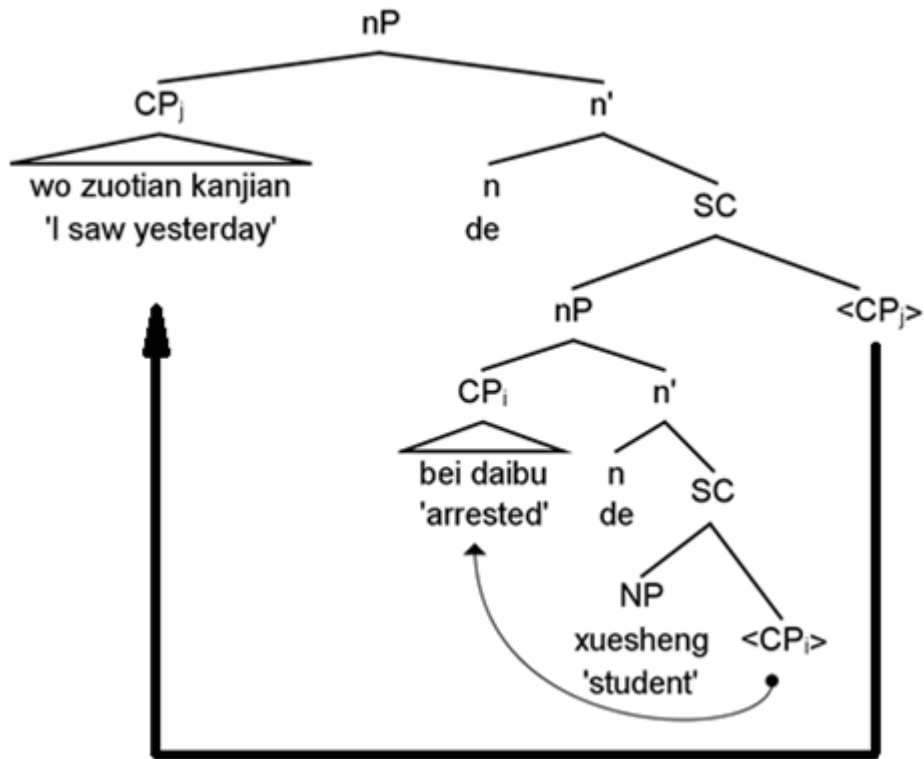 nP
CPⱼ n'
wo zuotian kanjian n SC
'I saw yesterday' de
nP <CPⱼ>
CPᵢ n'
bei daibu n SC
'arrested' de
NP
xuesheng <CPᵢ>
'student'